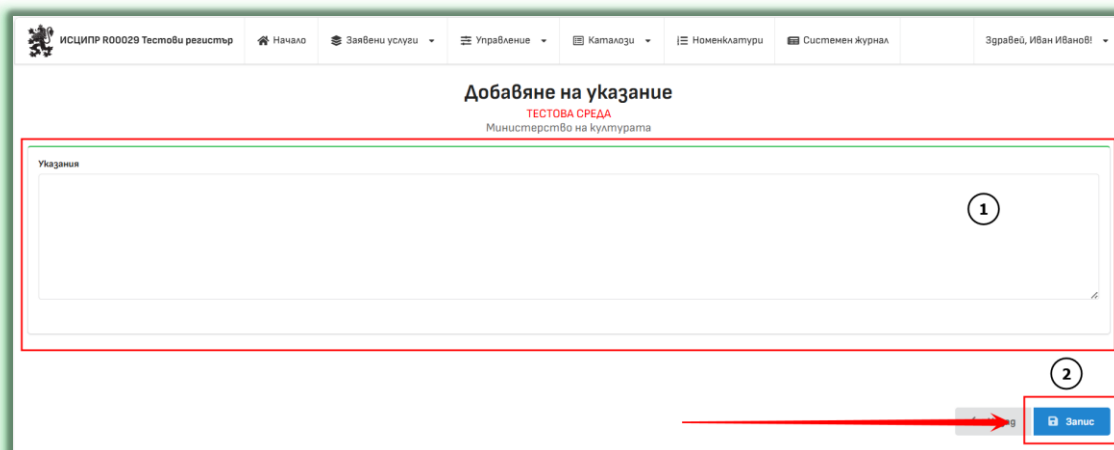 ИСЦИПР R00029 Тестови регистър Начало Заявени услуги Управление Каталози Номенклатури Системен журнал Здравей, Иван Иванов!
Добавяне на указание
ТЕСТОВА СРЕДА
Министерство на културата
Указания
1
2
Запис